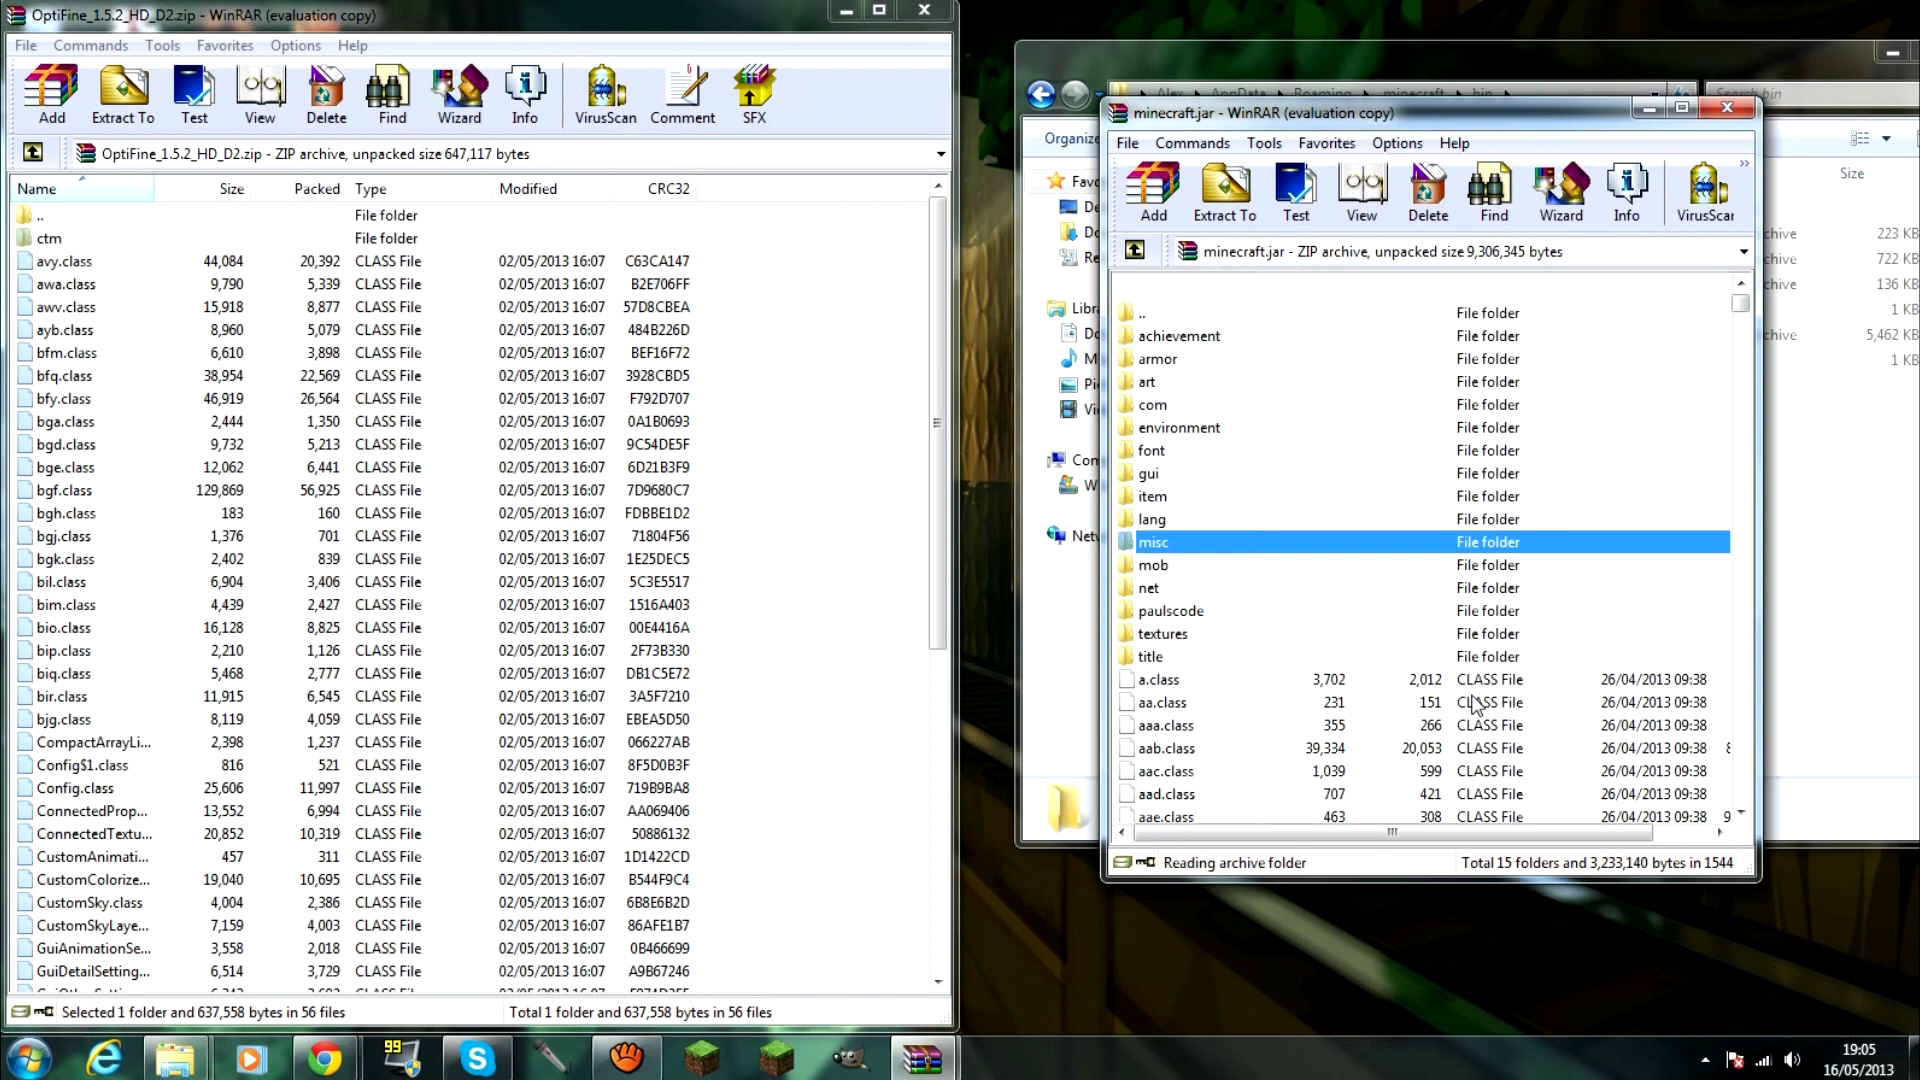 OptiFine_1.5.2_HD_D2.zip - WinRAR (evaluation copy)
File Commands Tools Favorites Options Help
Add Extract To Test View Delete Find Wizard Info VirusScan Comment SFX
OptiFine_1.5.2_HD_D2.zip - ZIP archive, unpacked size 647,117 bytes
Name Size Packed Type Modified CRC32
.. File folder
ctm File folder
avy.class 44,084 20,392 CLASS File 02/05/2013 16:07 C63CA147
awa.class 9,790 5,339 CLASS File 02/05/2013 16:07 B2E706FF
awv.class 15,918 8,877 CLASS File 02/05/2013 16:07 57D8CBEA
ayb.class 8,960 5,079 CLASS File 02/05/2013 16:07 484B226D
bfm.class 6,610 3,898 CLASS File 02/05/2013 16:07 BEF16F72
bfq.class 38,954 22,569 CLASS File 02/05/2013 16:07 3928CBD5
bfy.class 46,919 26,564 CLASS File 02/05/2013 16:07 F792D707
bga.class 2,444 1,350 CLASS File 02/05/2013 16:07 0A1B0693
bgd.class 9,732 5,213 CLASS File 02/05/2013 16:07 9C54DE5F
bge.class 12,062 6,441 CLASS File 02/05/2013 16:07 6D21B3F9
bgf.class 129,869 56,925 CLASS File 02/05/2013 16:07 7D9680C7
bgh.class 183 160 CLASS File 02/05/2013 16:07 FDBBE1D2
bgj.class 1,376 701 CLASS File 02/05/2013 16:07 71804F56
bgk.class 2,402 839 CLASS File 02/05/2013 16:07 1E25DEC5
bil.class 6,904 3,406 CLASS File 02/05/2013 16:07 5C3E5517
bim.class 4,439 2,427 CLASS File 02/05/2013 16:07 1516A403
bio.class 16,128 8,825 CLASS File 02/05/2013 16:07 00E4416A
bip.class 2,210 1,126 CLASS File 02/05/2013 16:07 2F73B330
biq.class 5,468 2,777 CLASS File 02/05/2013 16:07 DB1C5E72
bir.class 11,915 6,545 CLASS File 02/05/2013 16:07 3A5F7210
bjg.class 8,119 4,059 CLASS File 02/05/2013 16:07 EBEA5D50
CompactArrayLi... 2,398 1,237 CLASS File 02/05/2013 16:07 066227AB
Config$1.class 816 521 CLASS File 02/05/2013 16:07 8F5D0B3F
Config.class 25,606 11,997 CLASS File 02/05/2013 16:07 719B9BA8
ConnectedProp... 13,552 6,994 CLASS File 02/05/2013 16:07 AA069406
ConnectedTextu... 20,852 10,319 CLASS File 02/05/2013 16:07 50886132
CustomAnimati... 457 311 CLASS File 02/05/2013 16:07 1D1422CD
CustomColorize... 19,040 10,695 CLASS File 02/05/2013 16:07 B544F9C4
CustomSky.class 4,004 2,386 CLASS File 02/05/2013 16:07 6B8E6B2D
CustomSkyLaye... 7,159 4,003 CLASS File 02/05/2013 16:07 86AFE1B7
GuiAnimationSe... 3,558 2,018 CLASS File 02/05/2013 16:07 0B466699
GuiDetailSetting... 6,514 3,729 CLASS File 02/05/2013 16:07 A9B67246
Selected 1 folder and 637,558 bytes in 56 files Total 1 folder and 637,558 bytes in 56 files
Alex AppData Roaming .minecraft bin Search bin
Organize
Size
223 KB
722 KB
136 KB
1 KB
5,462 KB
1 KB
minecraft.jar - WinRAR (evaluation copy)
File Commands Tools Favorites Options Help
Add Extract To Test View Delete Find Wizard Info VirusScan
minecraft.jar - ZIP archive, unpacked size 9,306,345 bytes
.. File folder
achievement File folder
armor File folder
art File folder
com File folder
environment File folder
font File folder
gui File folder
item File folder
lang File folder
misc File folder
mob File folder
net File folder
paulscode File folder
textures File folder
title File folder
a.class 3,702 2,012 CLASS File 26/04/2013 09:38
aa.class 231 151 CLASS File 26/04/2013 09:38
aaa.class 355 266 CLASS File 26/04/2013 09:38
aab.class 39,334 20,053 CLASS File 26/04/2013 09:38
aac.class 1,039 599 CLASS File 26/04/2013 09:38
aad.class 707 421 CLASS File 26/04/2013 09:38
aae.class 463 308 CLASS File 26/04/2013 09:38 9
Reading archive folder Total 15 folders and 3,233,140 bytes in 1544
99
19:05
16/05/2013